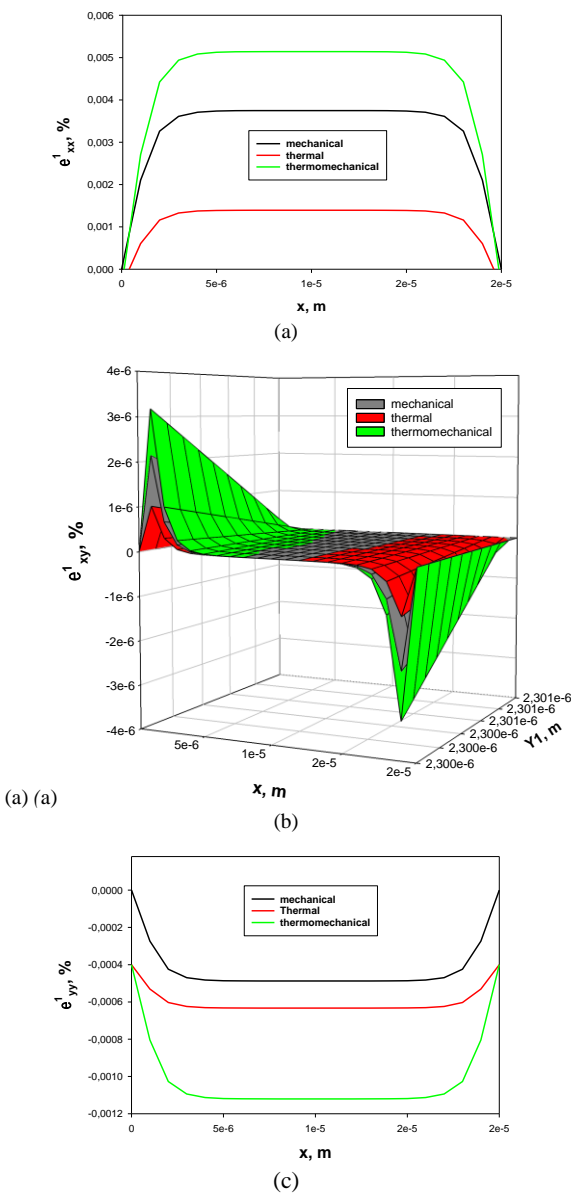 0,006
0,005
0,004
0,003
0,002
0,001
0,000
e¹xx, %
mechanical
thermal
thermomechanical
0 5e-6 1e-5 2e-5 2e-5
x, m
(a)
4e-6
3e-6
2e-6
1e-6
0
-1e-6
-2e-6
-3e-6
-4e-6
e¹xy, %
mechanical
thermal
thermomechanical
5e-6 1e-5 2e-5 2e-5
x, m
2,301e-6
2,301e-6
2,301e-6
2,300e-6
2,300e-6
2,300e-6
Y1, m
(a) (a)
(b)
0,0000
-0,0002
-0,0004
-0,0006
-0,0008
-0,0010
-0,0012
e¹yy, %
mechanical
Thermal
thermomechanical
0 5e-6 1e-5 2e-5 2e-5
x, m
(c)